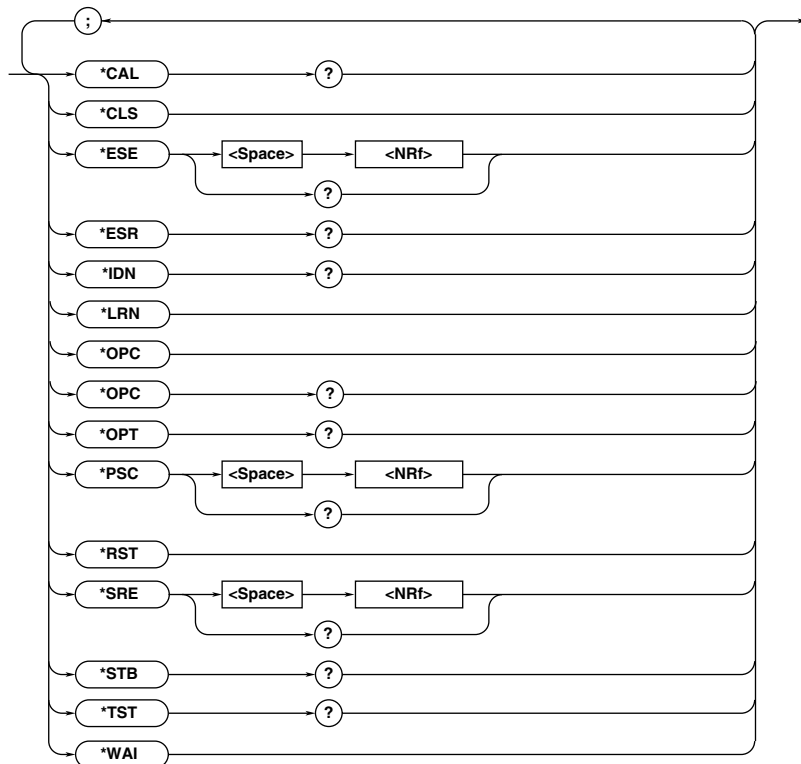 ;
*CAL ?
*CLS
*ESE <Space> <NRf>
?
*ESR ?
*IDN ?
*LRN
*OPC
*OPC ?
*OPT ?
*PSC <Space> <NRf>
?
*RST
*SRE <Space> <NRf>
?
*STB ?
*TST ?
*WAI